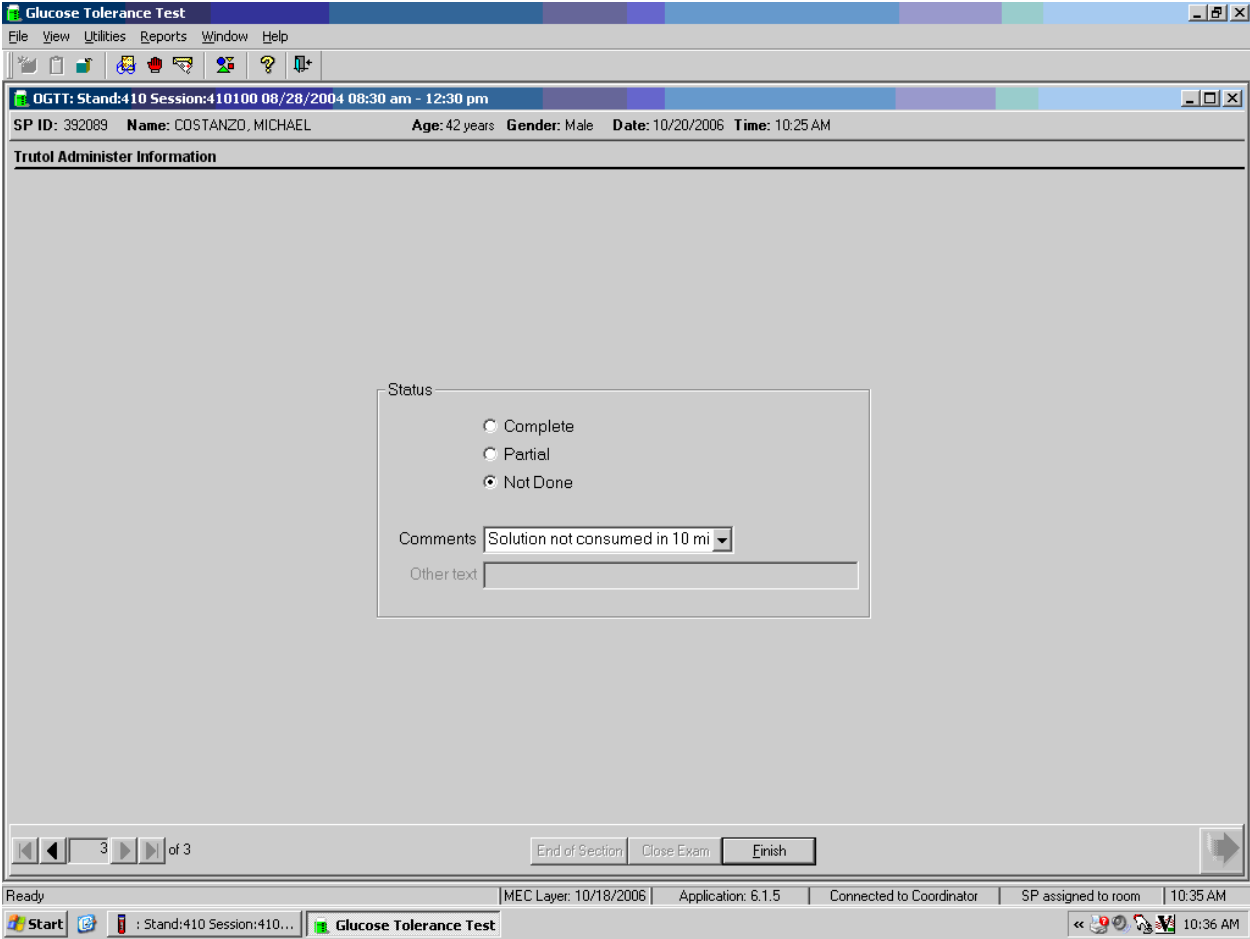 Glucose Tolerance Test
File View Utilities Reports Window Help
OGTT: Stand:410 Session:410100 08/28/2004 08:30 am - 12:30 pm
SP ID: 392089 Name: COSTANZO, MICHAEL Age: 42 years Gender: Male Date: 10/20/2006 Time: 10:25 AM
Trutol Administer Information
Status
Complete
Partial
Not Done
Comments Solution not consumed in 10 mi
Other text
3 of 3 End of Section Close Exam Finish
Ready MEC Layer: 10/18/2006 Application: 6.1.5 Connected to Coordinator SP assigned to room 10:35 AM
Start : Stand:410 Session:410... Glucose Tolerance Test « 10:36 AM